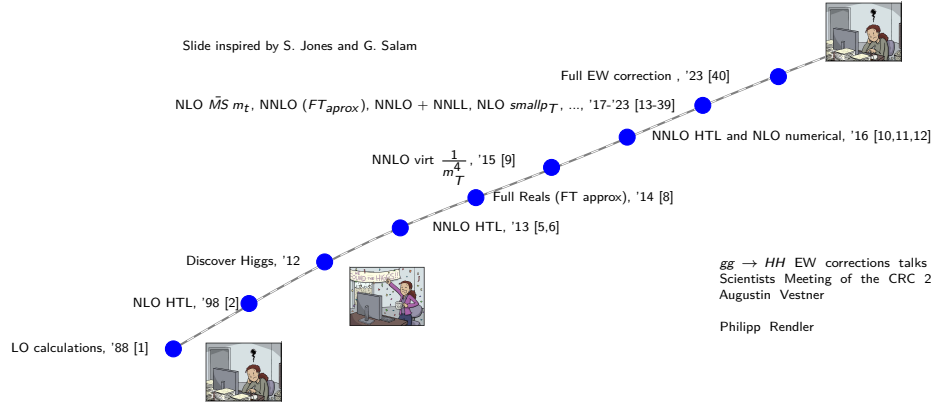 Slide inspired by S. Jones and G. Salam
Full EW correction , '23 [40]
NLO M̄S m_t, NNLO (FT_aprox), NNLO + NNLL, NLO smallp_T, ..., '17-'23 [13-39]
NNLO HTL and NLO numerical, '16 [10,11,12]
NNLO virt 1/m_T^4, '15 [9]
Full Reals (FT approx), '14 [8]
NNLO HTL, '13 [5,6]
Discover Higgs, '12
NLO HTL, '98 [2]
LO calculations, '88 [1]
gg → HH EW corrections talks
Scientists Meeting of the CRC 2
Augustin Vestner
Philipp Rendler